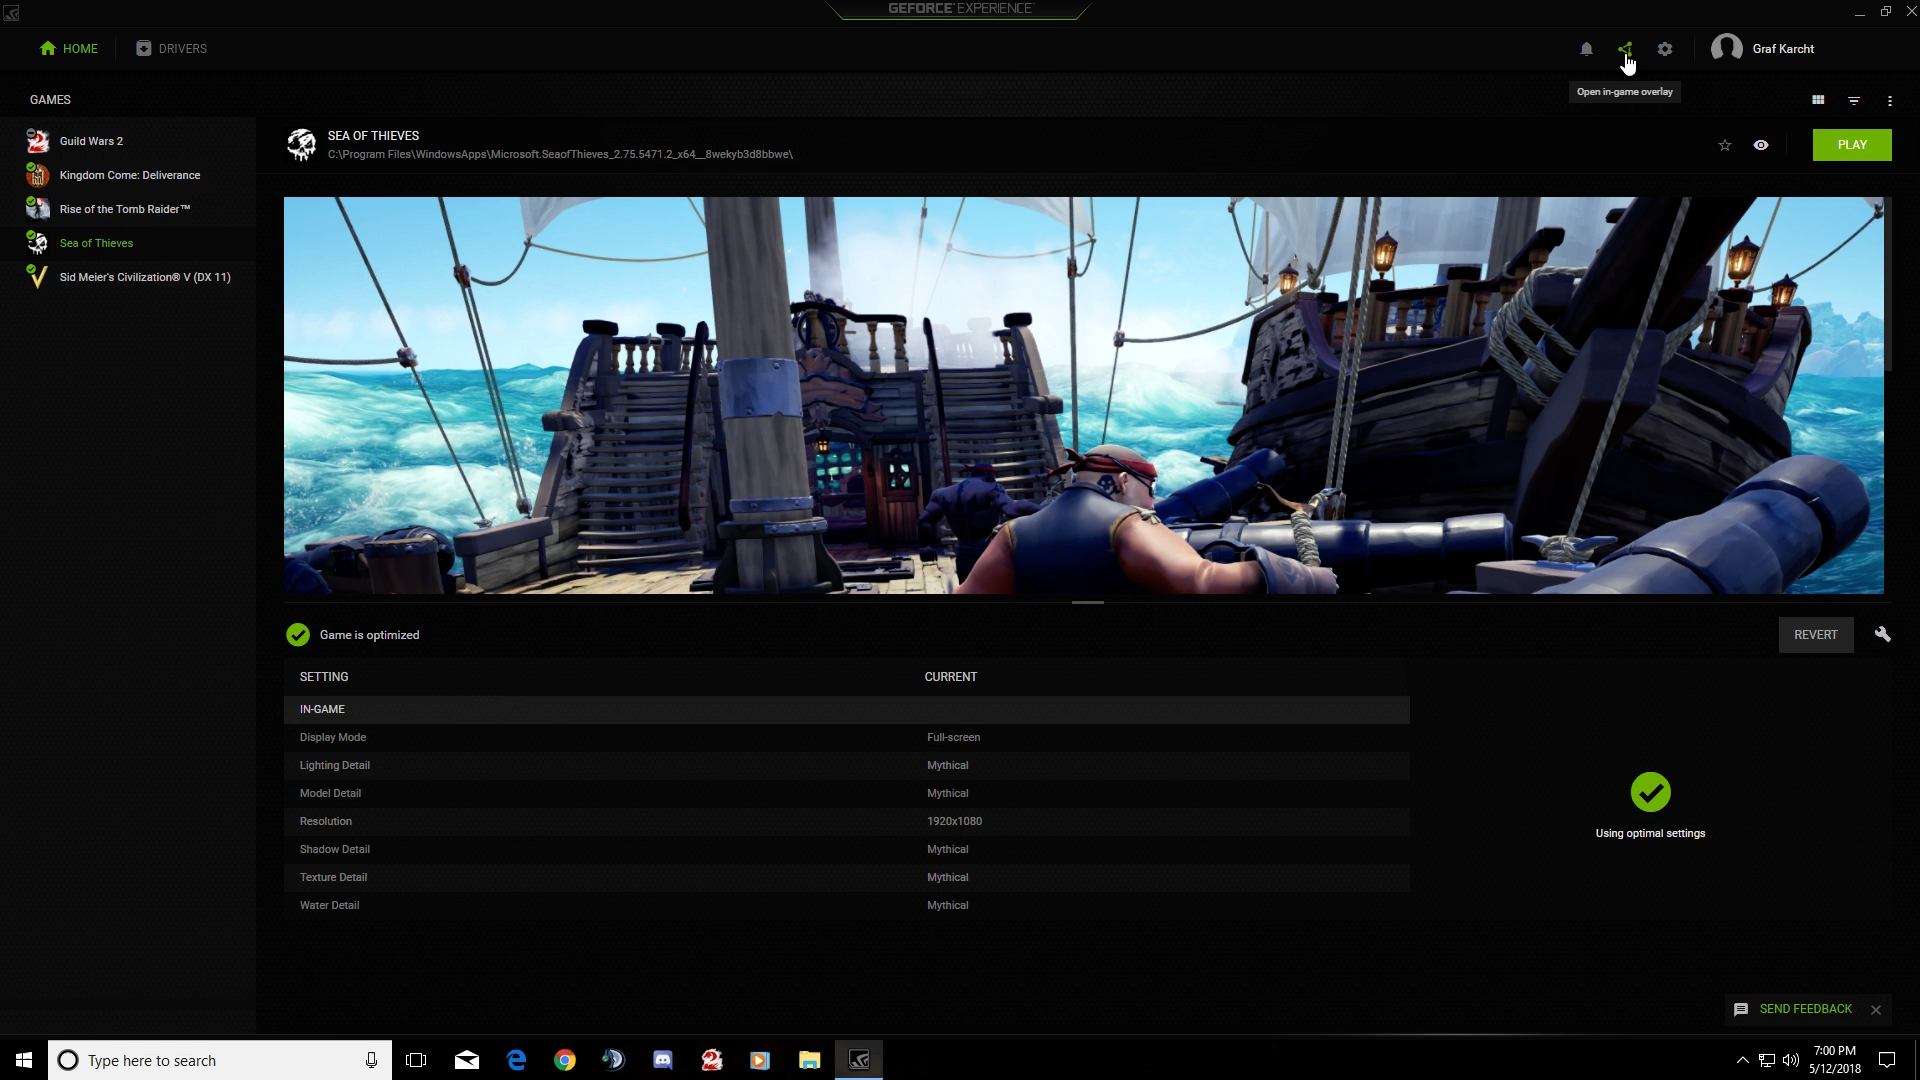 GEFORCE® EXPERIENCE™
HOME
DRIVERS
Graf Karcht
Open in-game overlay
GAMES
Guild Wars 2
Kingdom Come: Deliverance
Rise of the Tomb Raider™
Sea of Thieves
Sid Meier's Civilization® V (DX 11)
SEA OF THIEVES
C:\Program Files\WindowsApps\Microsoft.SeaofThieves_2.75.5471.2_x64__8wekyb3d8bbwe\
PLAY
Game is optimized
REVERT
SETTING CURRENT
IN-GAME
Display Mode Full-screen
Lighting Detail Mythical
Model Detail Mythical
Resolution 1920x1080
Shadow Detail Mythical
Texture Detail Mythical
Water Detail Mythical
Using optimal settings
SEND FEEDBACK
Type here to search
7:00 PM
5/12/2018